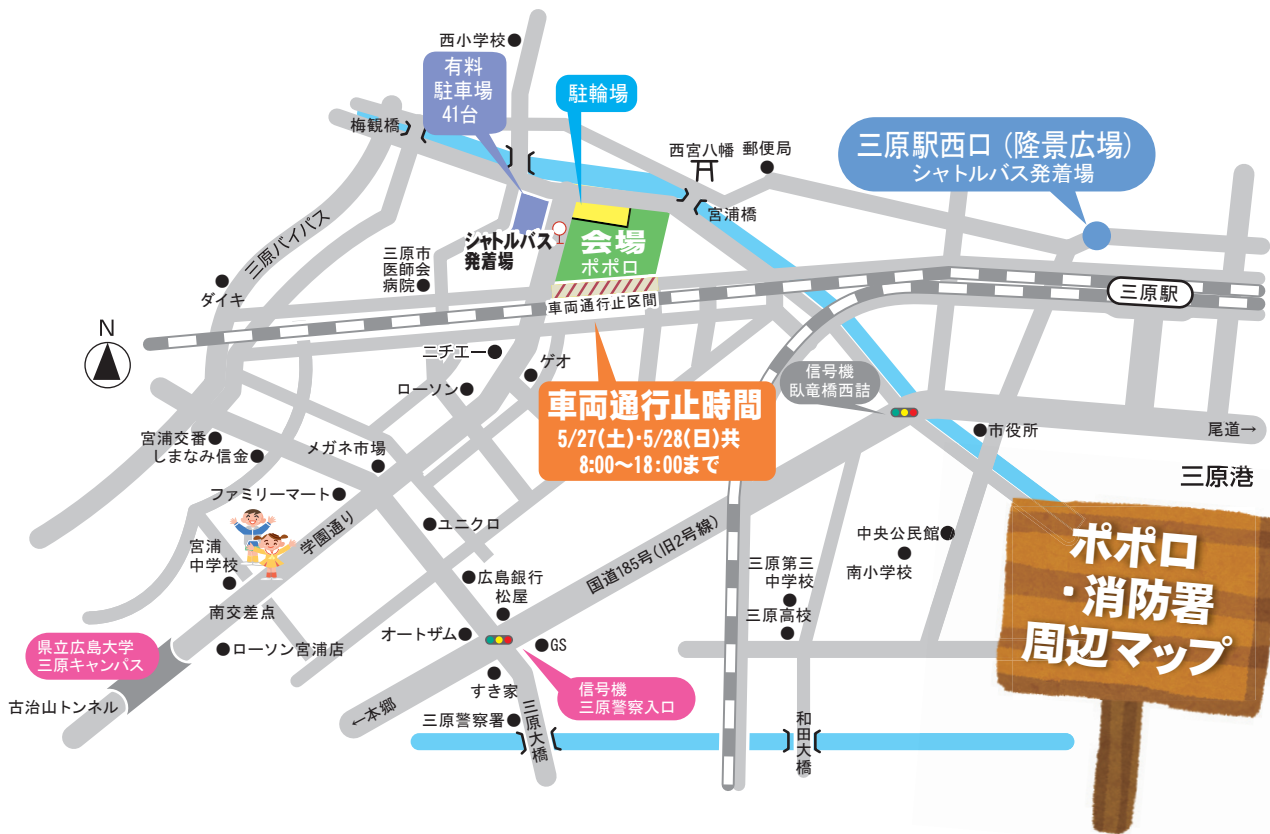 西小学校
有料
駐車場
41台
駐輪場
梅観橋
西宮八幡
郵便局
三原駅西口（隆景広場）
シャトルバス発着場
宮浦橋
三原バイパス
シャトルバス
発着場
会場
ポポロ
三原市
医師会
病院
ダイキ
車両通行止区間
三原駅
N
ニチエー
ゲオ
ローソン
信号機
臥竜橋西詰
車両通行止時間
5/27(土)・5/28(日)共
8:00〜18:00まで
宮浦交番
しまなみ信金
メガネ市場
市役所
尾道→
三原港
ファミリーマート
学園通り
ユニクロ
国道185号(旧2号線)
宮浦
中学校
中央公民館
南小学校
三原第三
中学校
三原高校
広島銀行
松屋
南交差点
オートザム
GS
ローソン宮浦店
県立広島大学
三原キャンパス
古治山トンネル
すき家
信号機
三原警察入口
←本郷
三原警察署
三原大橋
和田大橋
ポポロ
・消防署
周辺マップ